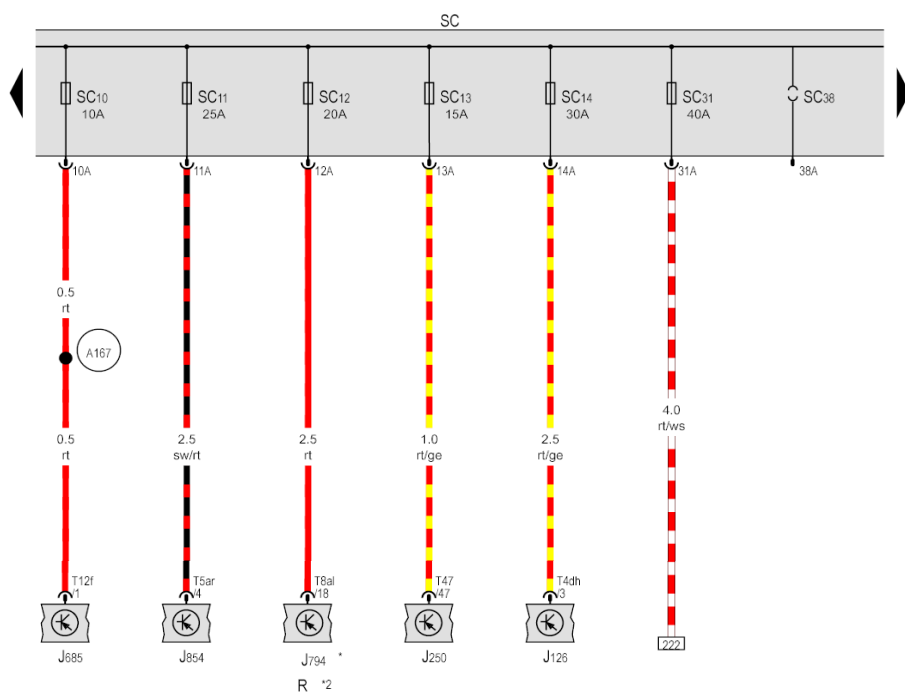 SC
SC10 SC11 SC12 SC13 SC14 SC31 SC38
10A 25A 20A 15A 30A 40A
10A 11A 12A 13A 14A 31A 38A
0.5
rt
A167
4.0
rt/ws
0.5 2.5 2.5 1.0 2.5
rt sw/rt rt rt/ge rt/ge
T12f T5ar T8al T47 T4dh
/1 /4 /18 /47 /3
J685 J854 J794 * J250 J126 222
R *2